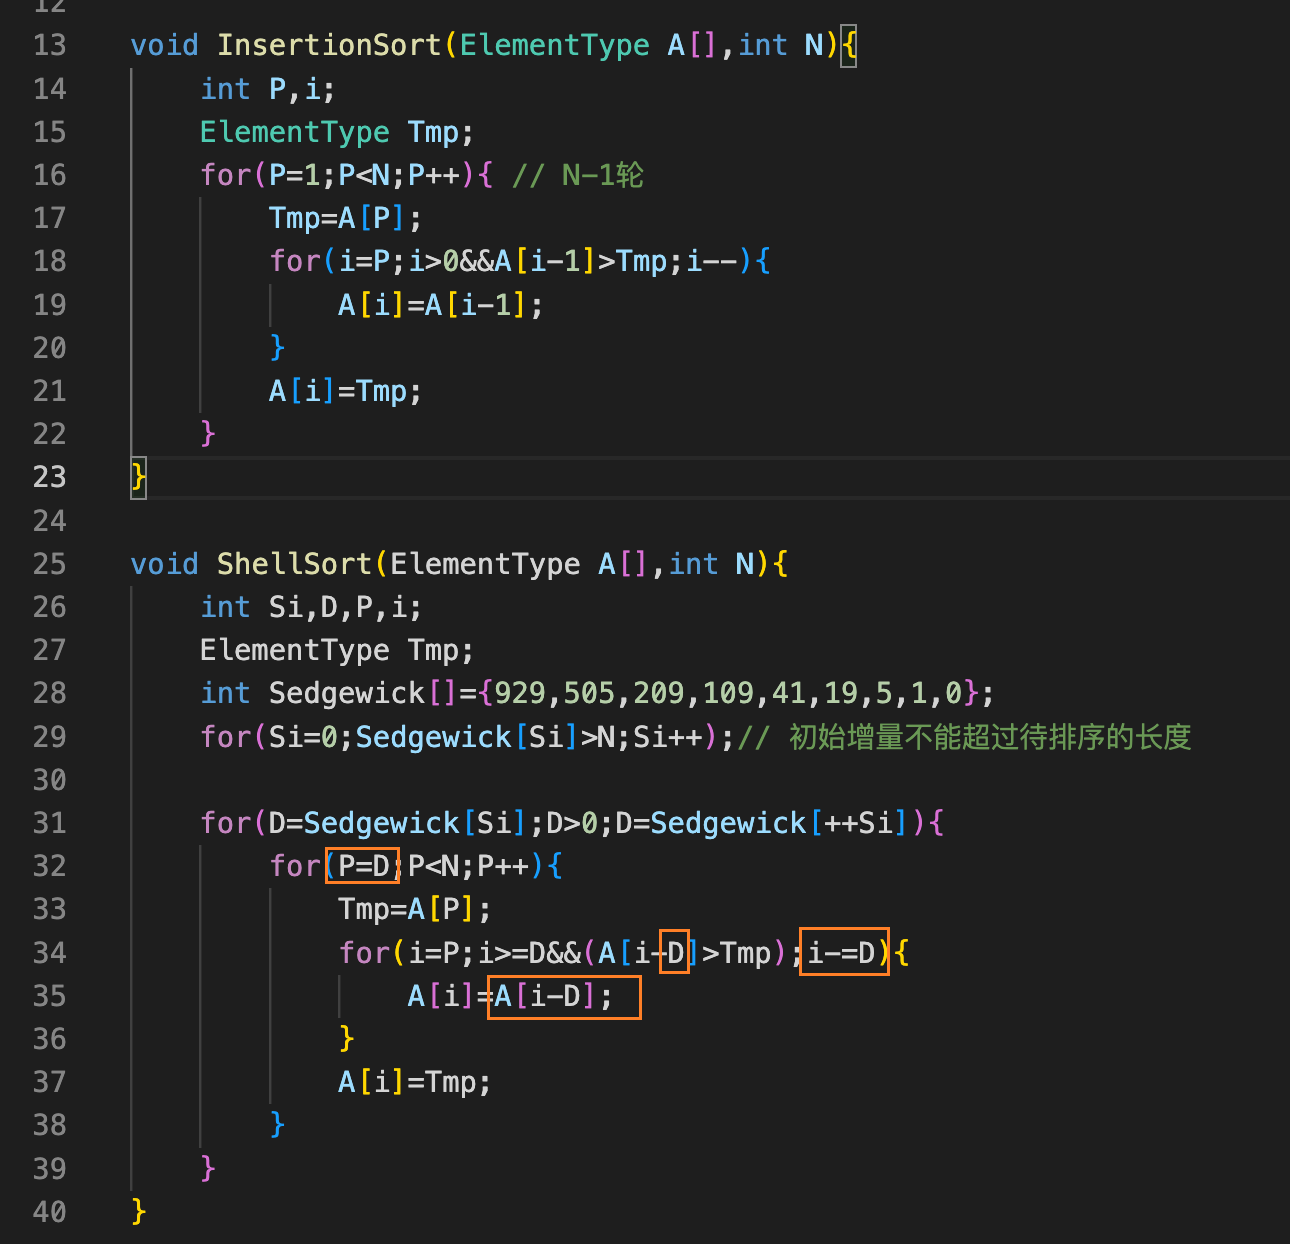 12
13 void InsertionSort(ElementType A[],int N){
14 int P,i;
15 ElementType Tmp;
16 for(P=1;P<N;P++){ // N-1轮
17 Tmp=A[P];
18 for(i=P;i>0&&A[i-1]>Tmp;i--){
19 A[i]=A[i-1];
20 }
21 A[i]=Tmp;
22 }
23 }
24
25 void ShellSort(ElementType A[],int N){
26 int Si,D,P,i;
27 ElementType Tmp;
28 int Sedgewick[]={929,505,209,109,41,19,5,1,0};
29 for(Si=0;Sedgewick[Si]>N;Si++);// 初始增量不能超过待排序的长度
30
31 for(D=Sedgewick[Si];D>0;D=Sedgewick[++Si]){
32 for(P=D;P<N;P++){
33 Tmp=A[P];
34 for(i=P;i>=D&&(A[i-D]>Tmp);i-=D){
35 A[i]=A[i-D];
36 }
37 A[i]=Tmp;
38 }
39 }
40 }